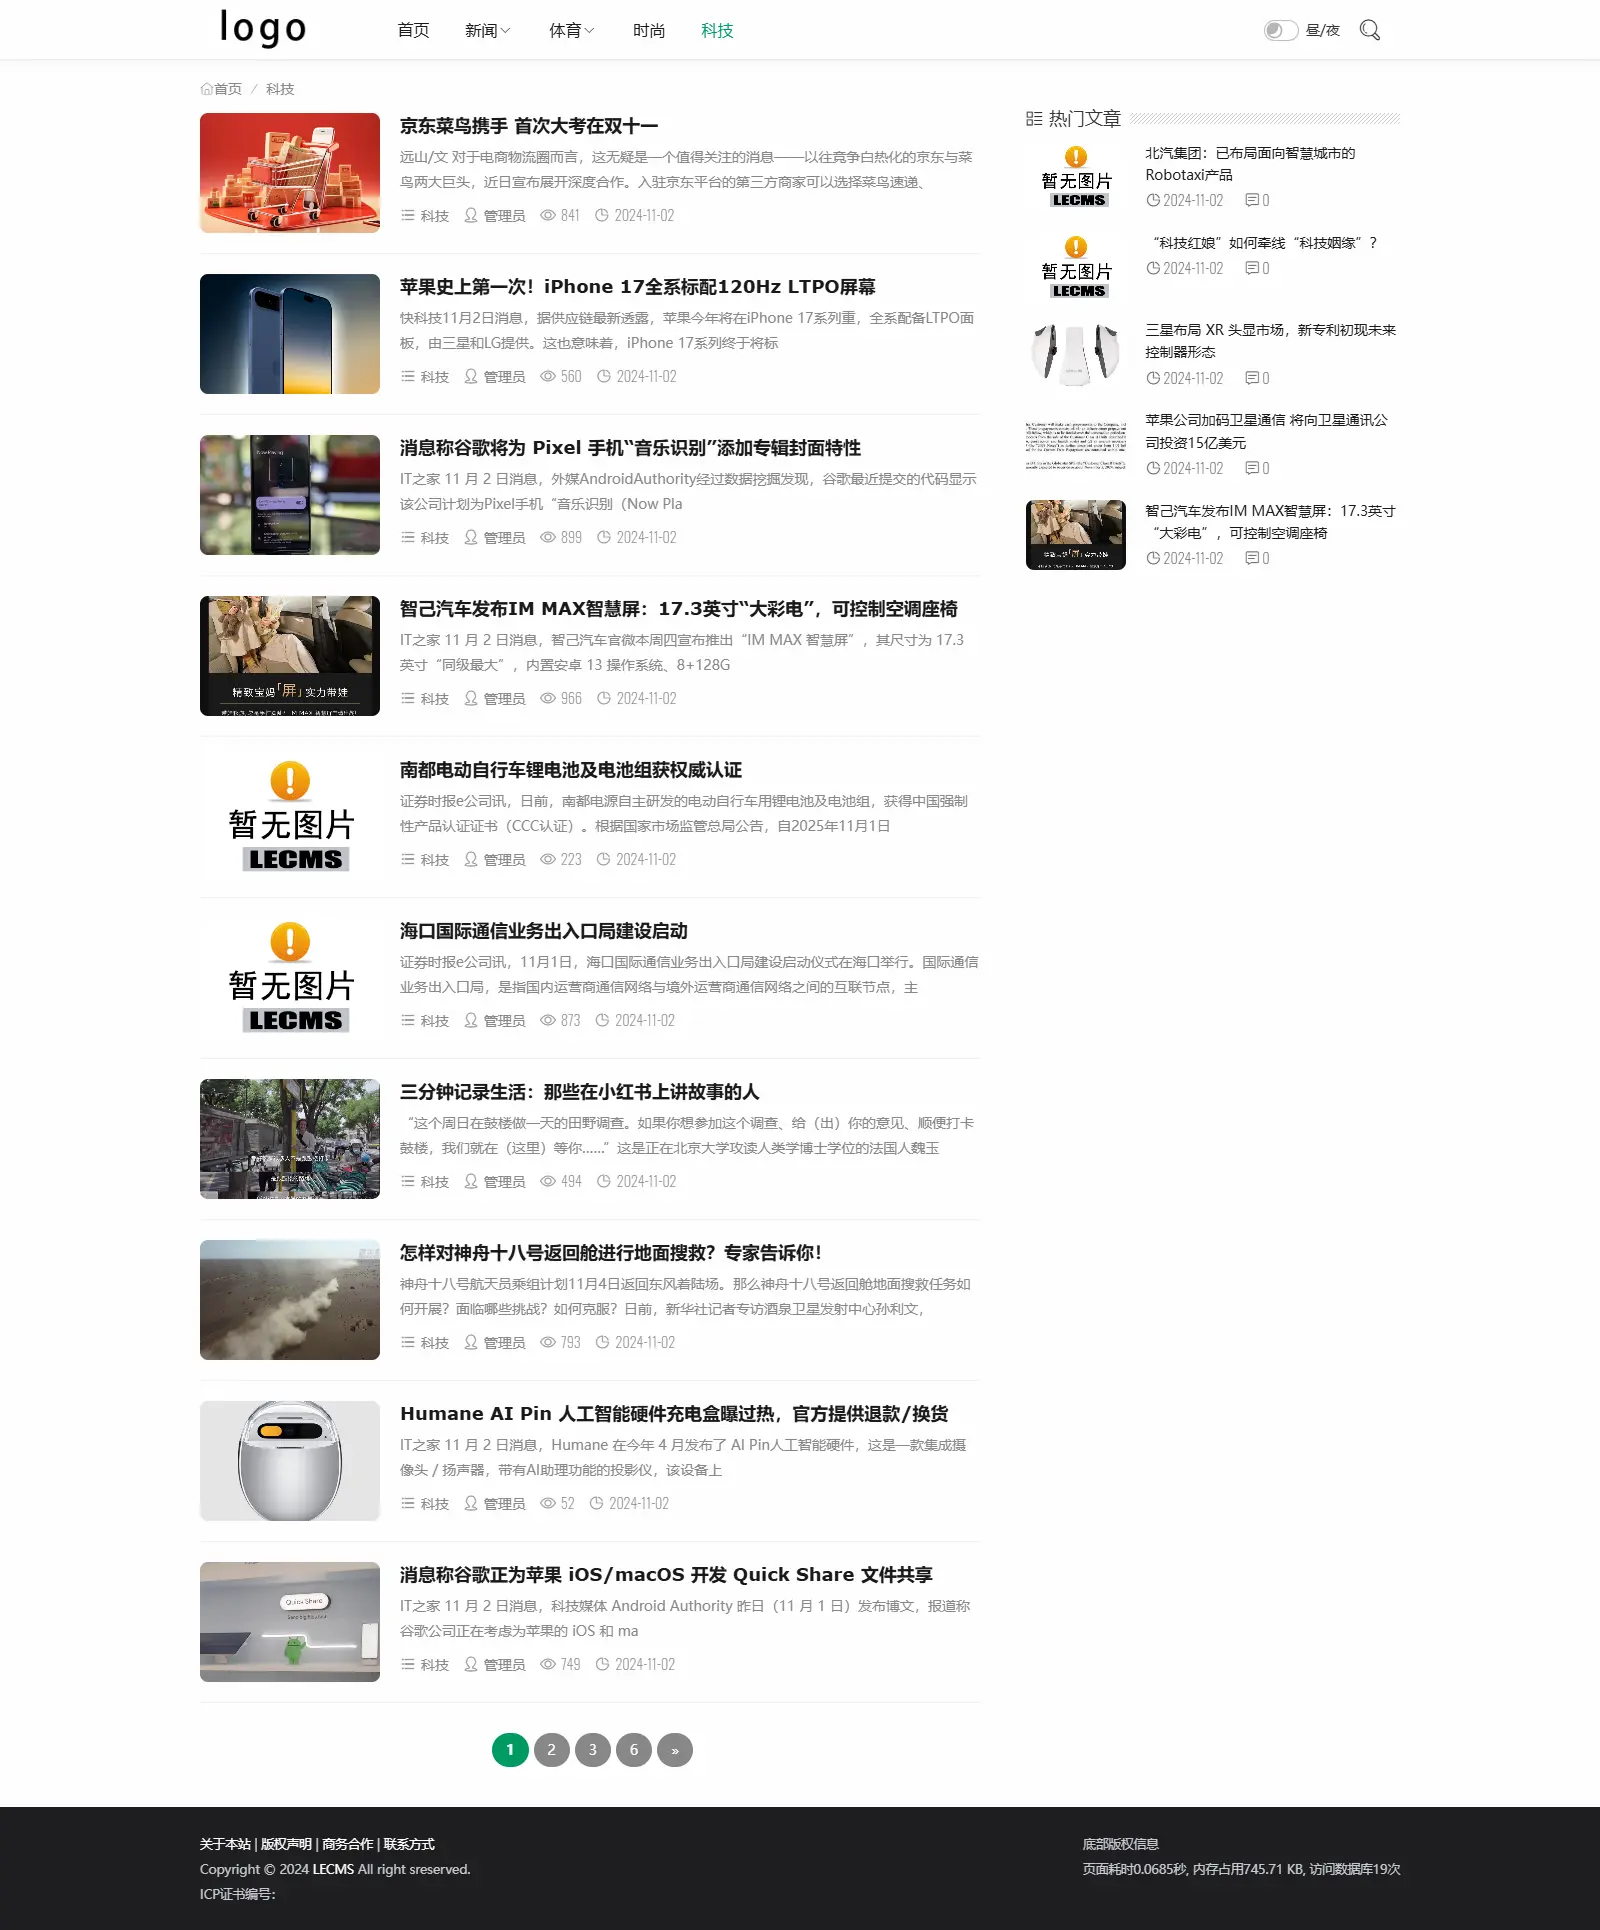 logo
首页
新闻
体育
时尚
科技
昼/夜
首页 / 科技
京东菜鸟携手 首次大考在双十一
远山/文 对于电商物流圈而言，这无疑是一个值得关注的消息——以往竞争白热化的京东与菜
鸟两大巨头，近日宣布展开深度合作。入驻京东平台的第三方商家可以选择菜鸟速递、
科技 管理员 841 2024-11-02
苹果史上第一次！iPhone 17全系标配120Hz LTPO屏幕
快科技11月2日消息，据供应链最新透露，苹果今年将在iPhone 17系列重，全系配备LTPO面
板，由三星和LG提供。这也意味着，iPhone 17系列终于将标
科技 管理员 560 2024-11-02
消息称谷歌将为 Pixel 手机“音乐识别”添加专辑封面特性
IT之家 11 月 2 日消息，外媒AndroidAuthority经过数据挖掘发现，谷歌最近提交的代码显示
该公司计划为Pixel手机“音乐识别（Now Pla
科技 管理员 899 2024-11-02
精致宝妈「屏」实力带娃
智己汽车发布IM MAX智慧屏：17.3英寸“大彩电”，可控制空调座椅
IT之家 11 月 2 日消息，智己汽车官微本周四宣布推出“IM MAX 智慧屏”，其尺寸为 17.3
英寸“同级最大”，内置安卓 13 操作系统、8+128G
科技 管理员 966 2024-11-02
暂无图片
LECMS
南都电动自行车锂电池及电池组获权威认证
证券时报e公司讯，日前，南都电源自主研发的电动自行车用锂电池及电池组，获得中国强制
性产品认证证书（CCC认证）。根据国家市场监管总局公告，自2025年11月1日
科技 管理员 223 2024-11-02
暂无图片
LECMS
海口国际通信业务出入口局建设启动
证券时报e公司讯，11月1日，海口国际通信业务出入口局建设启动仪式在海口举行。国际通信
业务出入口局，是指国内运营商通信网络与境外运营商通信网络之间的互联节点，主
科技 管理员 873 2024-11-02
三分钟记录生活：那些在小红书上讲故事的人
“这个周日在鼓楼做一天的田野调查。如果你想参加这个调查、给（出）你的意见、顺便打卡
鼓楼，我们就在（这里）等你……”这是正在北京大学攻读人类学博士学位的法国人魏玉
科技 管理员 494 2024-11-02
怎样对神舟十八号返回舱进行地面搜救？专家告诉你！
神舟十八号航天员乘组计划11月4日返回东风着陆场。那么神舟十八号返回舱地面搜救任务如
何开展？面临哪些挑战？如何克服？日前，新华社记者专访酒泉卫星发射中心孙利文，
科技 管理员 793 2024-11-02
Humane AI Pin 人工智能硬件充电盒曝过热，官方提供退款/换货
IT之家 11 月 2 日消息，Humane 在今年 4 月发布了 AI Pin人工智能硬件，这是一款集成摄
像头 / 扬声器，带有AI助理功能的投影仪，该设备上
科技 管理员 52 2024-11-02
Quick Share
消息称谷歌正为苹果 iOS/macOS 开发 Quick Share 文件共享
IT之家 11 月 2 日消息，科技媒体 Android Authority 昨日（11 月 1 日）发布博文，报道称
谷歌公司正在考虑为苹果的 iOS 和 ma
科技 管理员 749 2024-11-02
1 2 3 6 »
热门文章
暂无图片
LECMS
北汽集团：已布局面向智慧城市的
Robotaxi产品
2024-11-02 0
暂无图片
LECMS
“科技红娘”如何牵线“科技姻缘”？
2024-11-02 0
三星布局 XR 头显市场，新专利初现未来
控制器形态
2024-11-02 0
苹果公司加码卫星通信 将向卫星通讯公
司投资15亿美元
2024-11-02 0
精致宝妈「屏」实力带娃
智己汽车发布IM MAX智慧屏：17.3英寸
“大彩电”，可控制空调座椅
2024-11-02 0
关于本站 | 版权声明 | 商务合作 | 联系方式
Copyright © 2024 LECMS All right sreserved.
ICP证书编号：
底部版权信息
页面耗时0.0685秒, 内存占用745.71 KB, 访问数据库19次